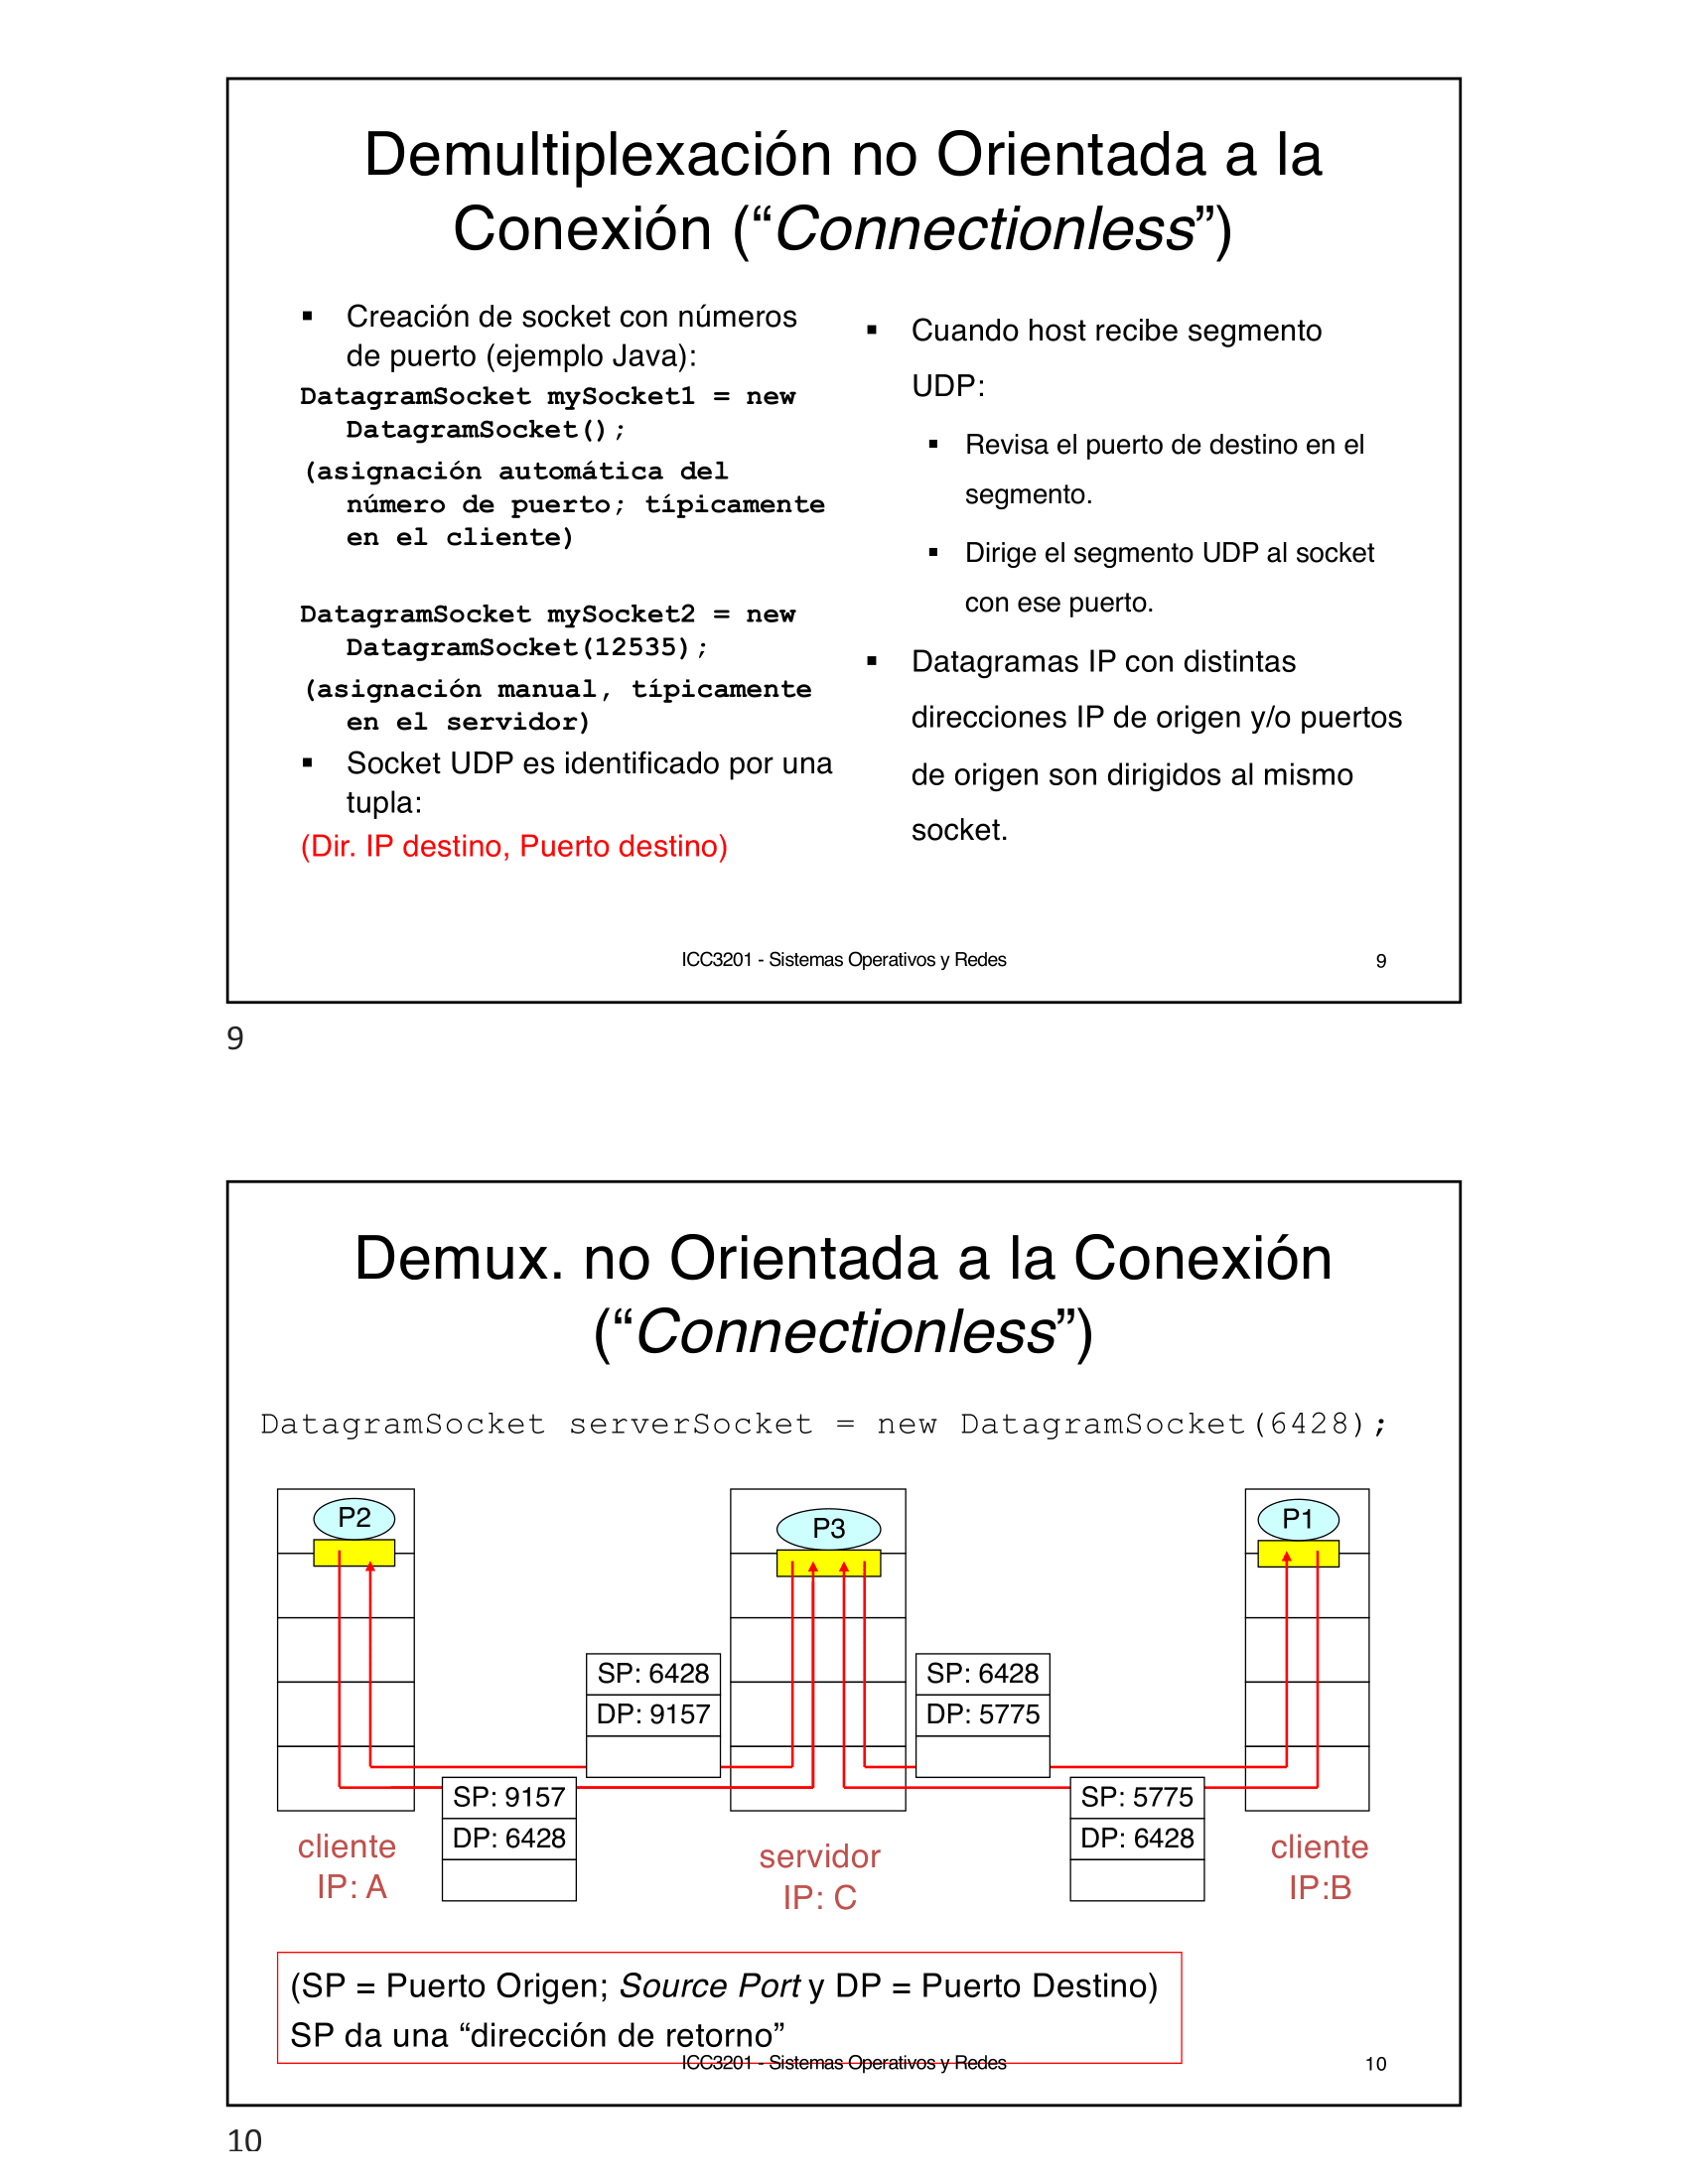 Demultiplexación no Orientada a la
Conexión (“Connectionless”)
▪ Creación de socket con números
de puerto (ejemplo Java):
DatagramSocket mySocket1 = new
DatagramSocket();
(asignación automática del
número de puerto; típicamente
en el cliente)
DatagramSocket mySocket2 = new
DatagramSocket(12535);
(asignación manual, típicamente
en el servidor)
▪ Socket UDP es identificado por una
tupla:
(Dir. IP destino, Puerto destino)
▪ Cuando host recibe segmento
UDP:
▪ Revisa el puerto de destino en el
segmento.
▪ Dirige el segmento UDP al socket
con ese puerto.
▪ Datagramas IP con distintas
direcciones IP de origen y/o puertos
de origen son dirigidos al mismo
socket.
ICC3201 - Sistemas Operativos y Redes
9
9
Demux. no Orientada a la Conexión
(“Connectionless”)
DatagramSocket serverSocket = new DatagramSocket(6428);
P2
P3
P1
SP: 6428
DP: 9157
SP: 6428
DP: 5775
SP: 9157
DP: 6428
SP: 5775
DP: 6428
cliente
IP: A
servidor
IP: C
cliente
IP:B
(SP = Puerto Origen; Source Port y DP = Puerto Destino)
SP da una “dirección de retorno”
ICC3201 - Sistemas Operativos y Redes
10
10